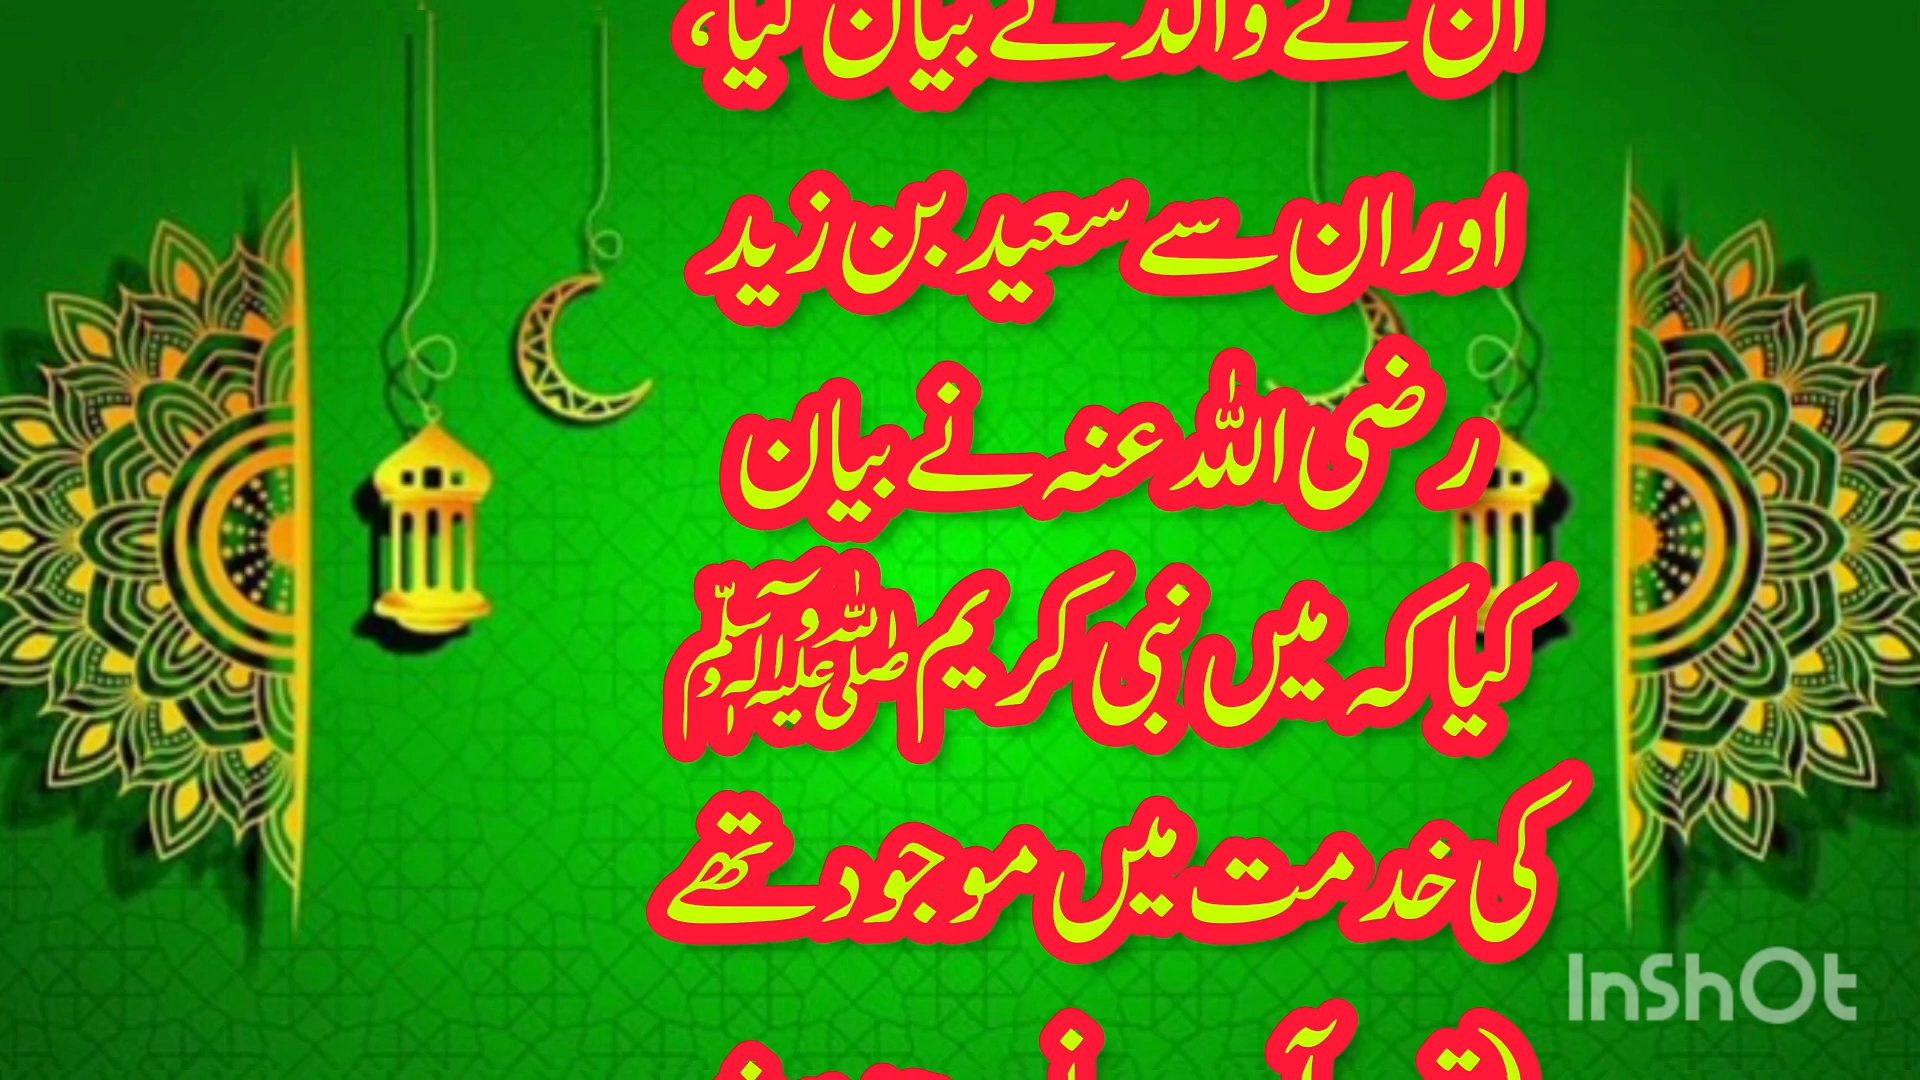 ان کے والد نے بیان کیا،
اور ان سے سعید بن زید
رضی اللہ عنہ نے بیان
کیا کہ میں نبی کریم صلی اللہ علیہ وآلہ وسلم
کی خدمت میں موجود تھے
InShOt